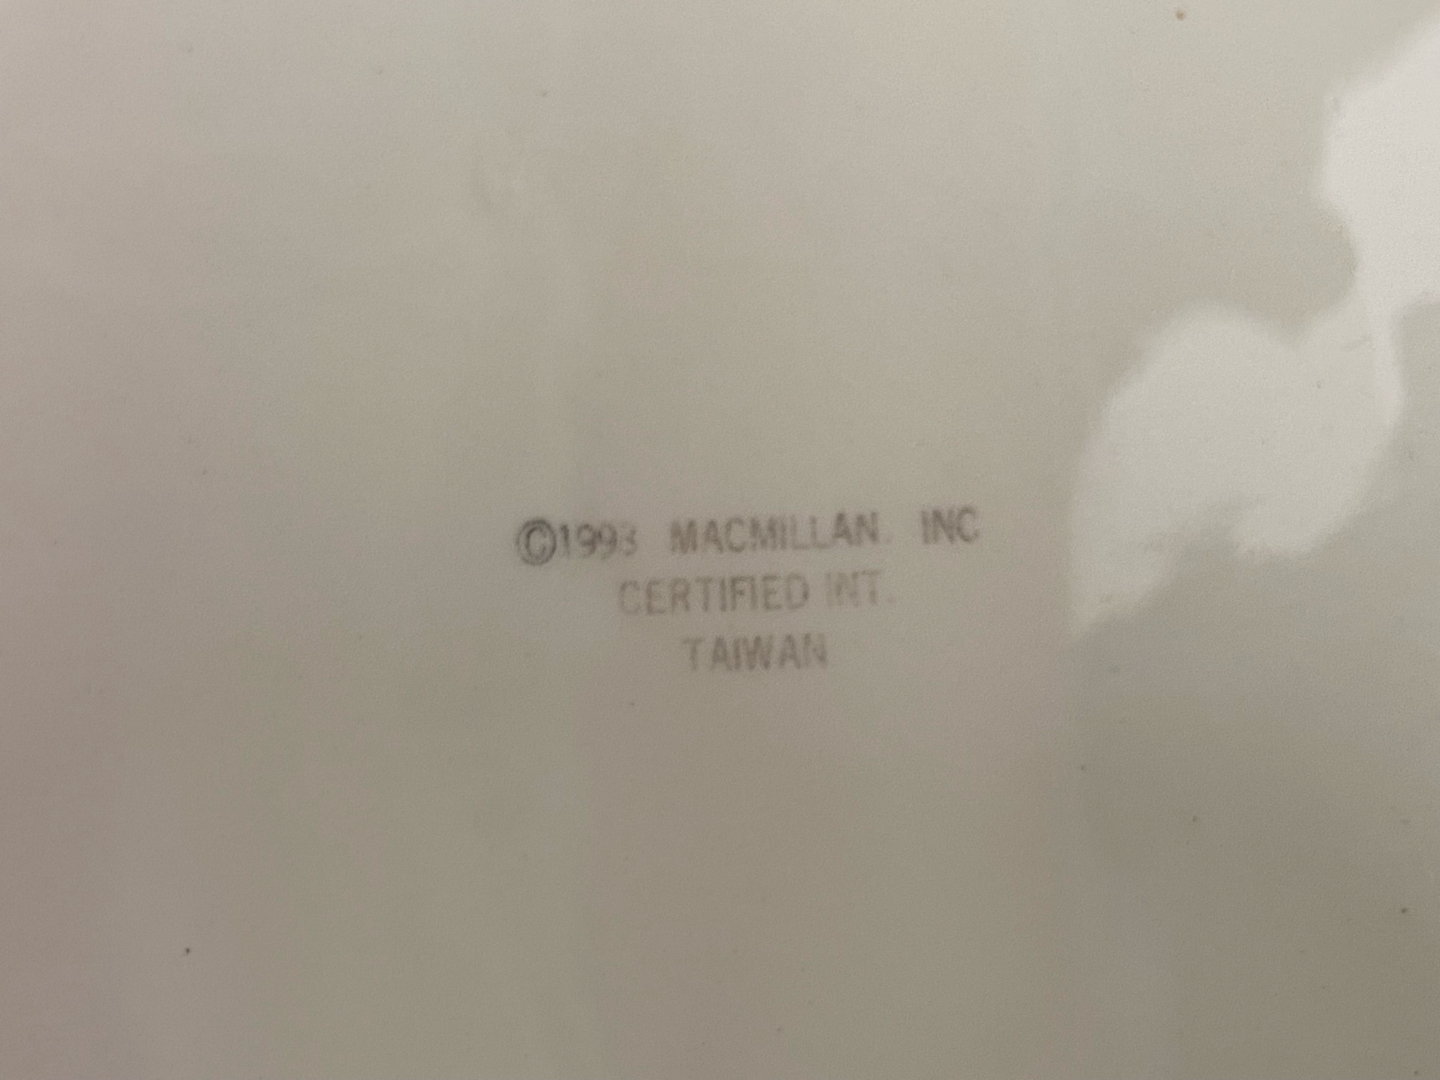 ©1993 MACMILLAN. INC
CERTIFIED INT.
TAIWAN